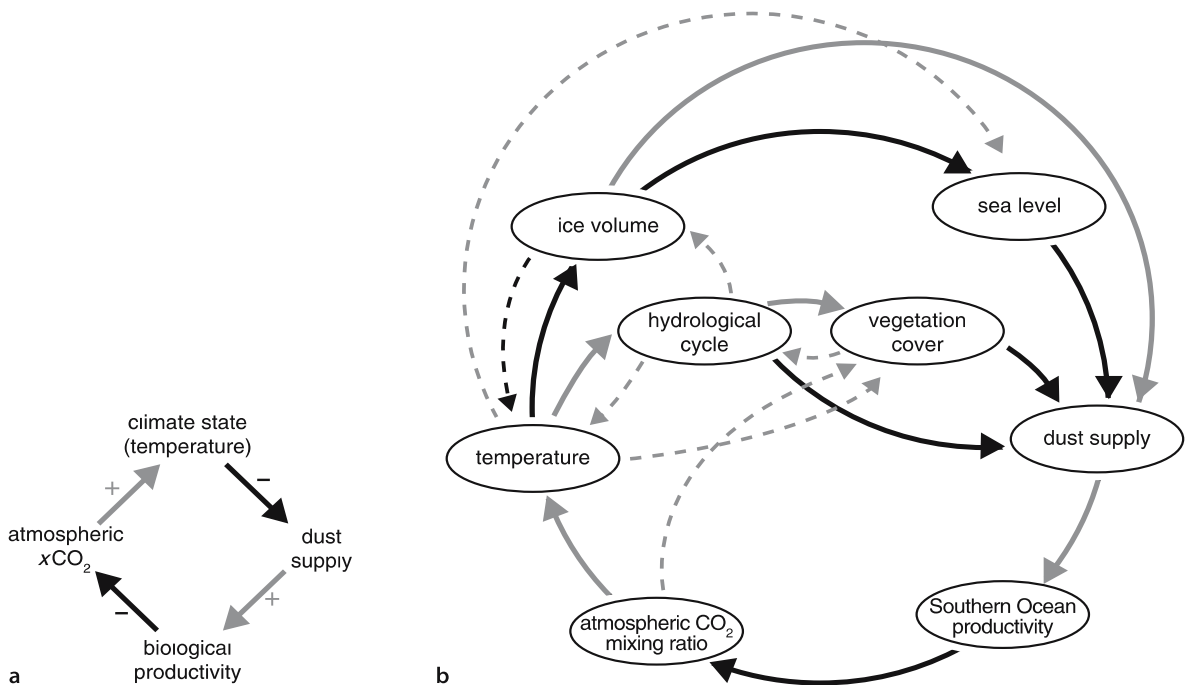 ice volume
sea level
hydrological
cycle
vegetation
cover
temperature
dust supply
atmospheric CO2
mixing ratio
Southern Ocean
productivity
climate state
(temperature)
+
−
atmospheric
xCO2
dust
supply
−
+
biological
productivity
a
b